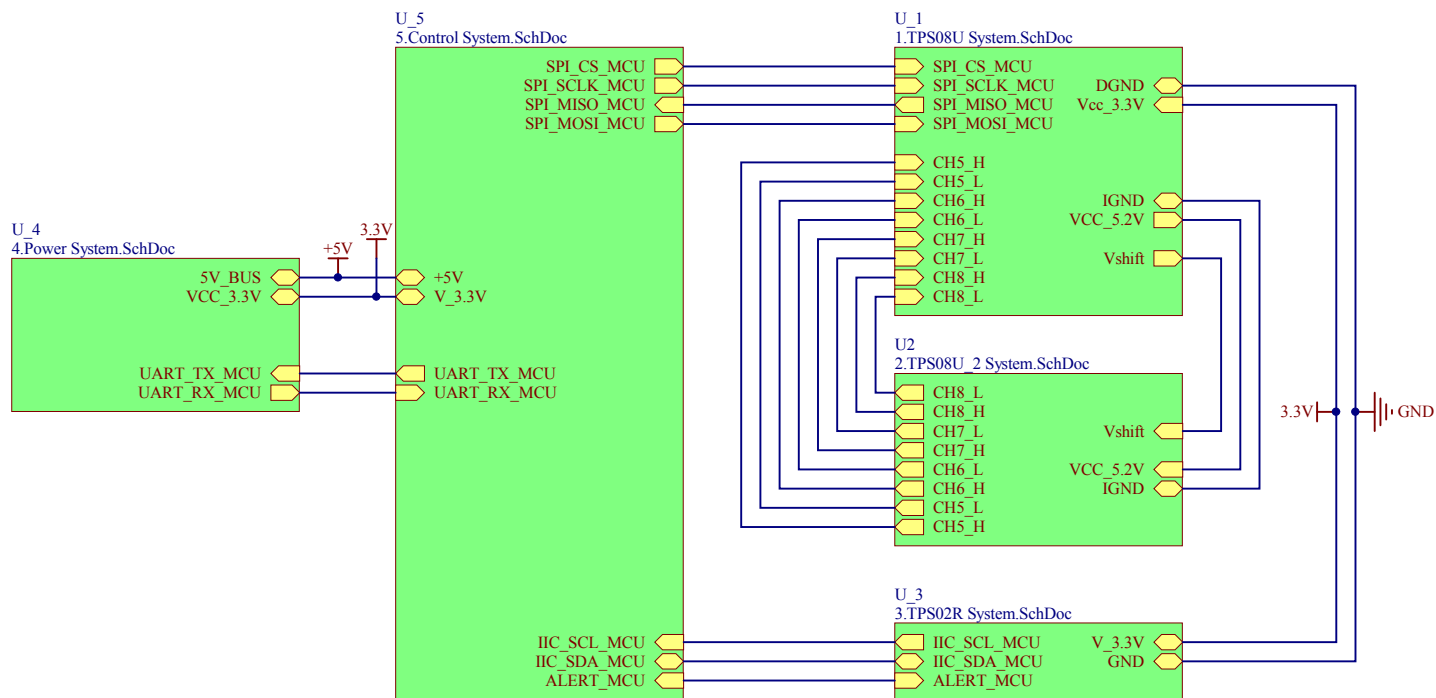 U_5
5.Control System.SchDoc
SPI_CS_MCU
SPI_SCLK_MCU
SPI_MISO_MCU
SPI_MOSI_MCU
+5V
V_3.3V
UART_TX_MCU
UART_RX_MCU
IIC_SCL_MCU
IIC_SDA_MCU
ALERT_MCU
U_1
1.TPS08U System.SchDoc
SPI_CS_MCU
SPI_SCLK_MCU
SPI_MISO_MCU
SPI_MOSI_MCU
CH5_H
CH5_L
CH6_H
CH6_L
CH7_H
CH7_L
CH8_H
CH8_L
DGND
Vcc_3.3V
IGND
VCC_5.2V
Vshift
U_4
4.Power System.SchDoc
5V_BUS
VCC_3.3V
UART_TX_MCU
UART_RX_MCU
+5V
3.3V
U2
2.TPS08U_2 System.SchDoc
CH8_L
CH8_H
CH7_L
CH7_H
CH6_L
CH6_H
CH5_L
CH5_H
Vshift
VCC_5.2V
IGND
3.3V
GND
U_3
3.TPS02R System.SchDoc
IIC_SCL_MCU
IIC_SDA_MCU
ALERT_MCU
V_3.3V
GND